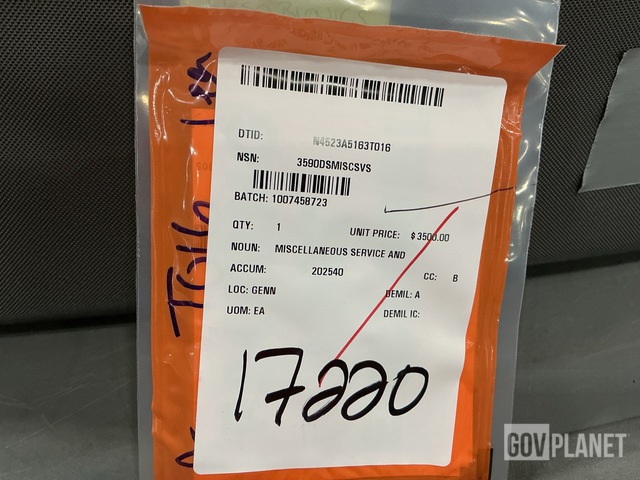 DTID: N4523A5163T016
NSN: 3590DSMISCSVS
BATCH: 1007458723
QTY: 1 UNIT PRICE: $ 3500.00
NOUN: MISCELLANEOUS SERVICE AND
ACCUM: 202540 CC: B
LOC: GENN DEMIL: A
UOM: EA DEMIL IC:
17220
T016
GOVPLANET